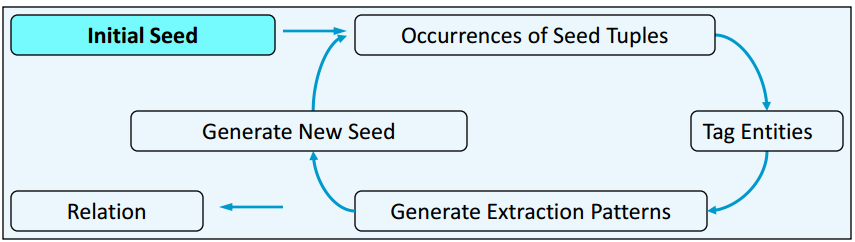 Initial Seed
Occurrences of Seed Tuples
Generate New Seed
Tag Entities
Relation
Generate Extraction Patterns